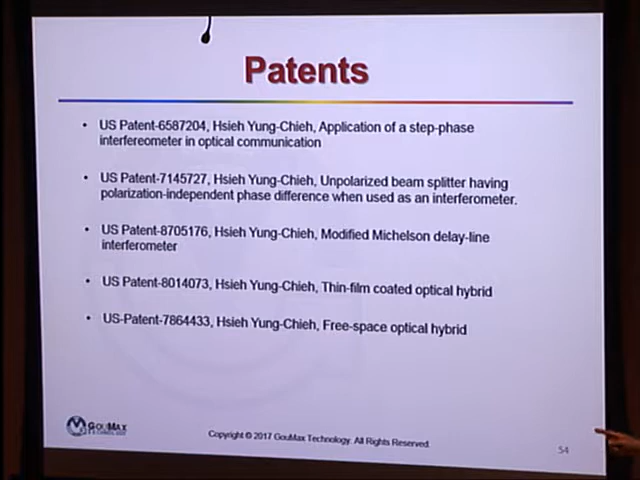 Patents
• US Patent-6587204, Hsieh Yung-Chieh, Application of a step-phase
interfereometer in optical communication
• US Patent-7145727, Hsieh Yung-Chieh, Unpolarized beam splitter having
polarization-independent phase difference when used as an interferometer.
• US Patent-8705176, Hsieh Yung-Chieh, Modified Michelson delay-line
interferometer
• US Patent-8014073, Hsieh Yung-Chieh, Thin-film coated optical hybrid
• US-Patent-7864433, Hsieh Yung-Chieh, Free-space optical hybrid
GouMax
TECHNOLOGY
Copyright © 2017 GouMax Technology. All Rights Reserved.
54